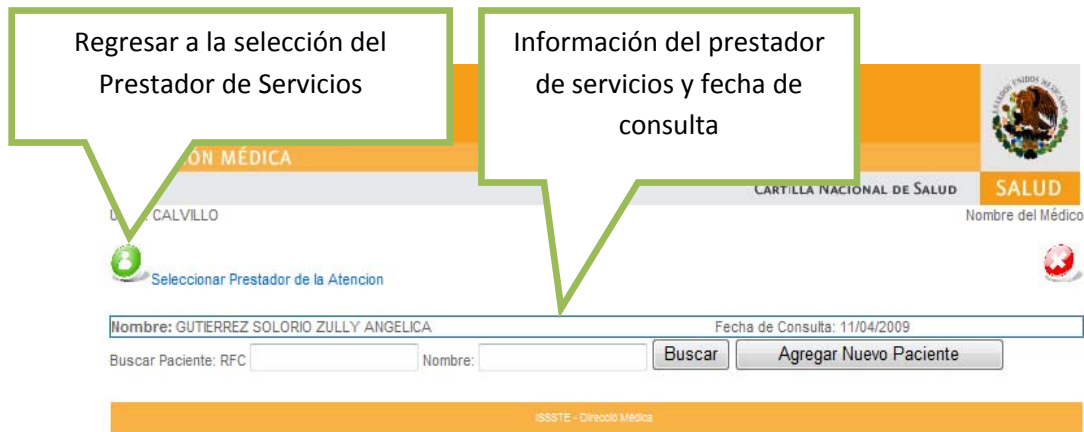 Regresar a la selección del
Prestador de Servicios
Información del prestador
de servicios y fecha de
consulta
ÓN MÉDICA
CARTILLA NACIONAL DE SALUD
SALUD
CALVILLO
Nombre del Médico
Seleccionar Prestador de la Atencion
Nombre: GUTIERREZ SOLORIO ZULLY ANGELICA Fecha de Consulta: 11/04/2009
Buscar Paciente: RFC Nombre: Buscar Agregar Nuevo Paciente
ISSSTE - Direcció Médica